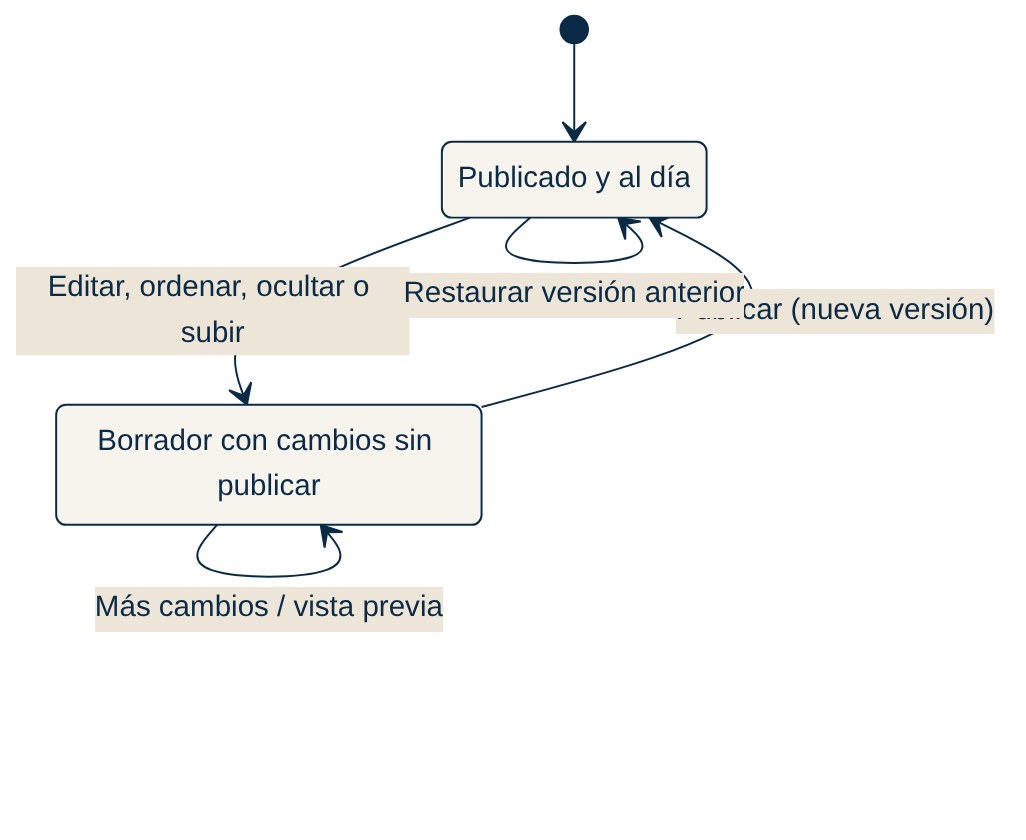 Publicado y al día
Editar, ordenar, ocultar o
subir
Restaurar versión anterior
(nueva versión)
Borrador con cambios sin
publicar
Más cambios / vista previa